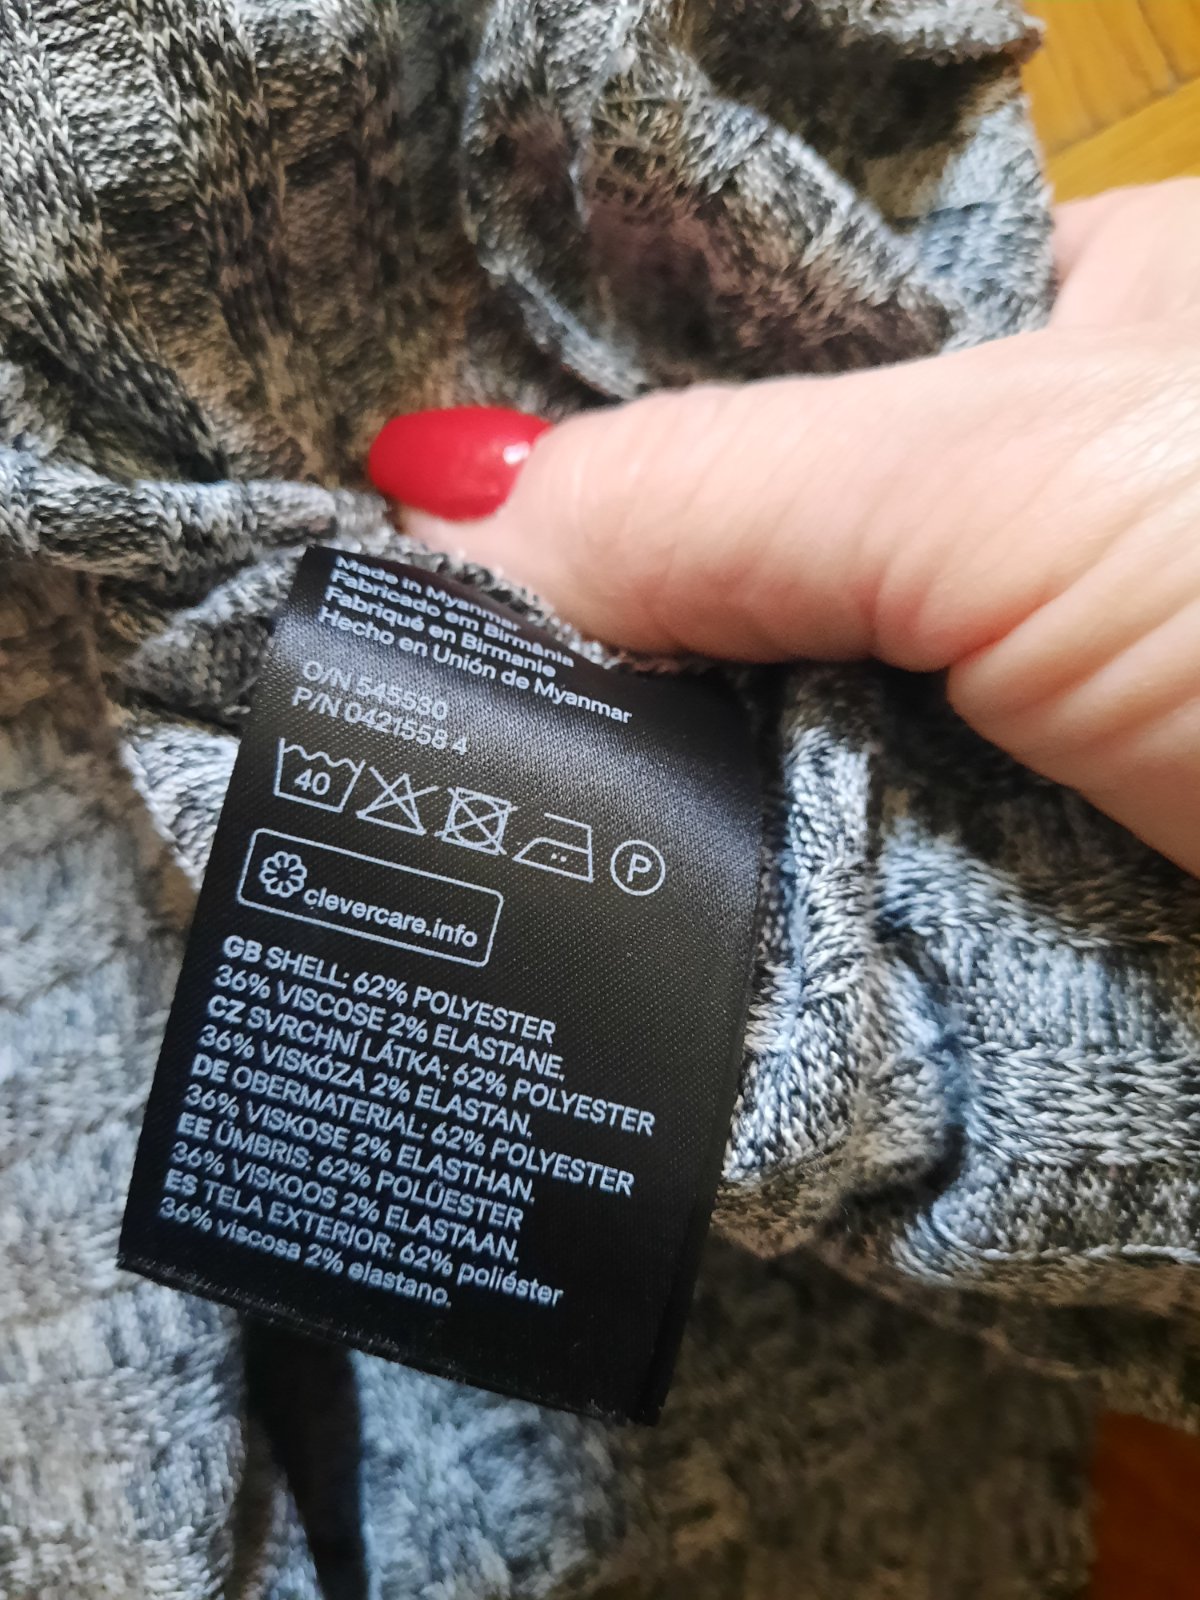 Made in Myanmar
Fabricado em Birmânia
Fabriqué en Birmanie
Hecho en Unión de Myanmar
O/N 545530
P/N 0421558 4
40
P
clevercare.info
GB SHELL: 62% POLYESTER
36% VISCOSE 2% ELASTANE.
CZ SVRCHNÍ LÁTKA: 62% POLYESTER
36% VISKÓZA 2% ELASTAN.
DE OBERMATERIAL: 62% POLYESTER
36% VISKOSE 2% ELASTHAN.
EE ÜMBRIS: 62% POLÜESTER
36% VISKOOS 2% ELASTAAN.
ES TELA EXTERIOR: 62% poliéster
36% viscosa 2% elastano.